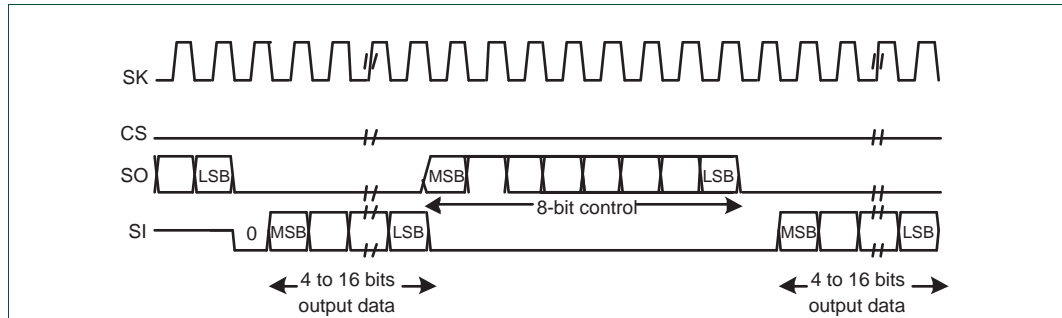 SK
CS
SO LSB MSB LSB
8-bit control
SI 0 MSB LSB MSB LSB
4 to 16 bits 4 to 16 bits
output data output data